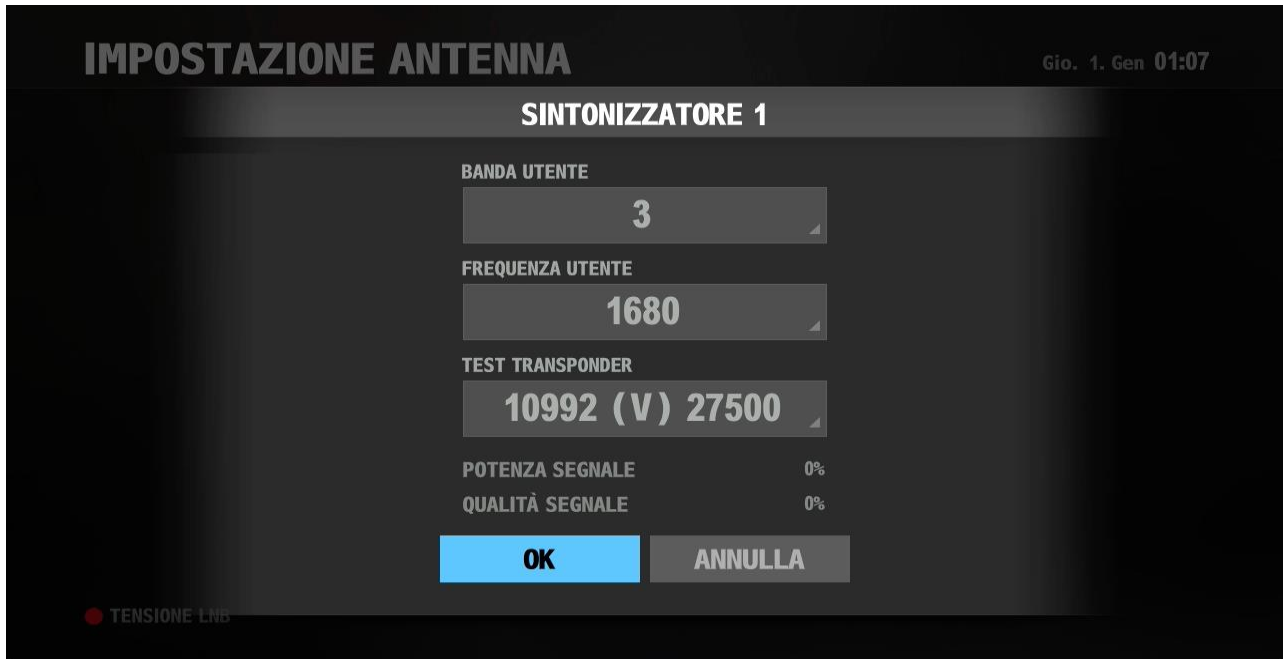 IMPOSTAZIONE ANTENNA
Gio. 1. Gen 01:07
SINTONIZZATORE 1
BANDA UTENTE
3
FREQUENZA UTENTE
1680
TEST TRANSPONDER
10992 (V) 27500
POTENZA SEGNALE 0%
QUALITÀ SEGNALE 0%
OK ANNULLA
TENSIONE LNB